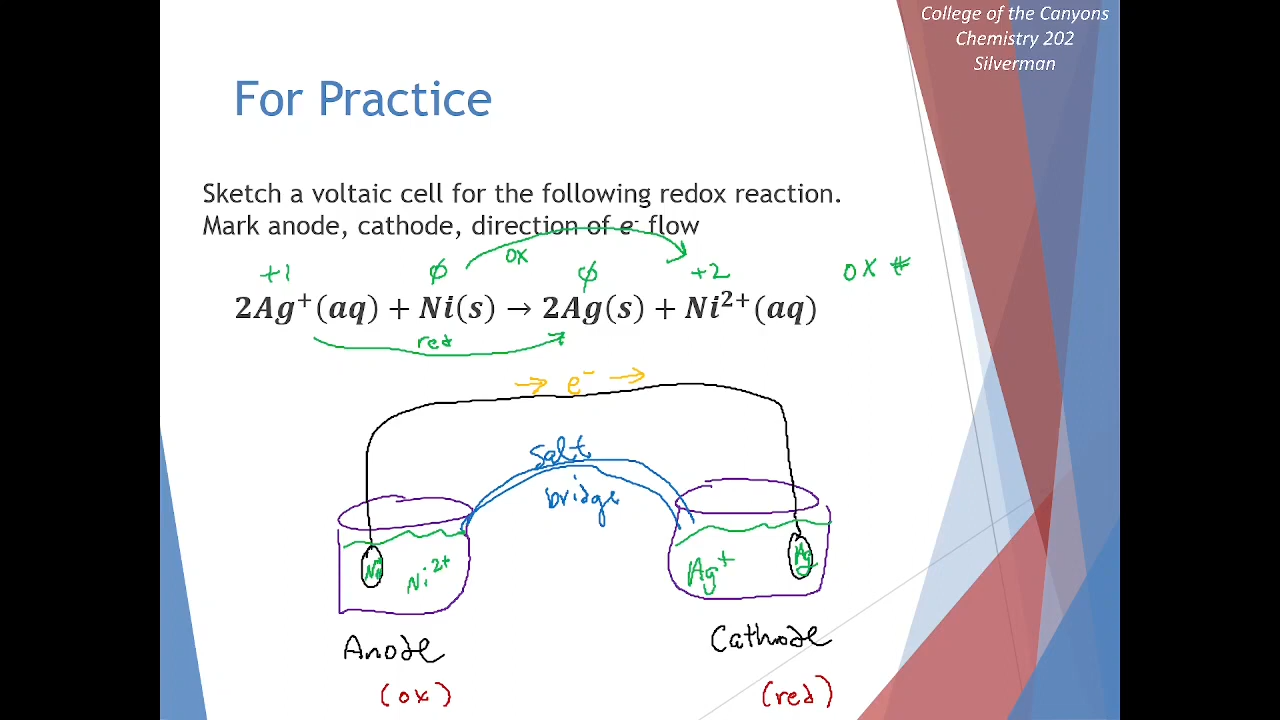 College of the Canyons
Chemistry 202
Silverman
For Practice
Sketch a voltaic cell for the following redox reaction.
Mark anode, cathode, direction of e⁻ flow
ox
+1 ϕ ϕ +2 ox #
2Ag⁺(aq) + Ni(s) → 2Ag(s) + Ni²⁺(aq)
red
→ e⁻ →
salt
bridge
Ni Ni²⁺ Ag⁺ Ag
Anode Cathode
(ox) (red)